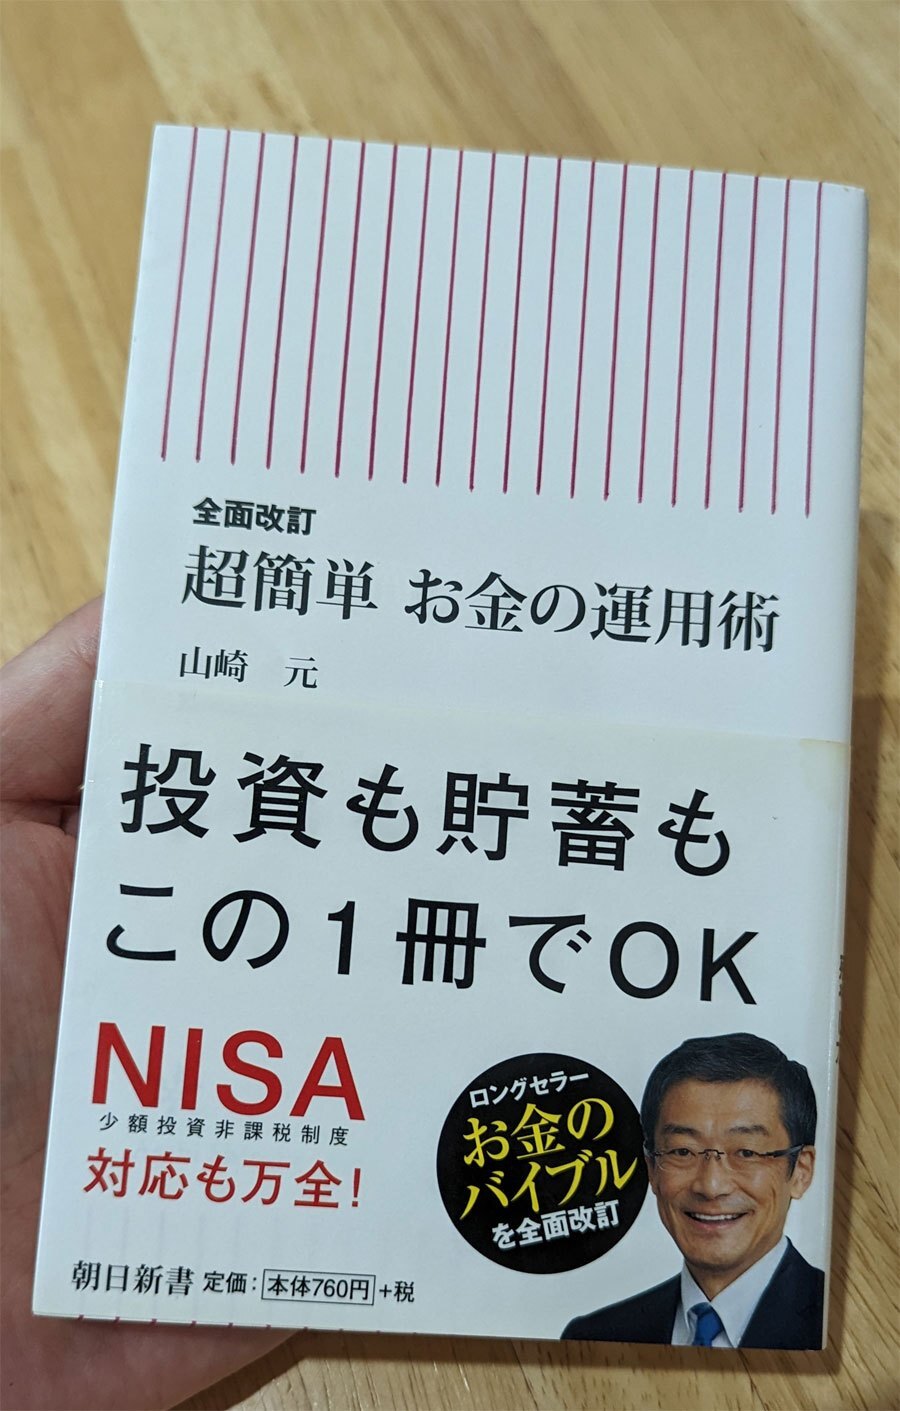 全面改訂
超簡単 お金の運用術
山崎 元
投資も貯蓄も
この1冊でOK
NISA
少額投資非課税制度
対応も万全!
ロングセラー
お金の
バイブル
を全面改訂
朝日新書 定価:本体760円+税